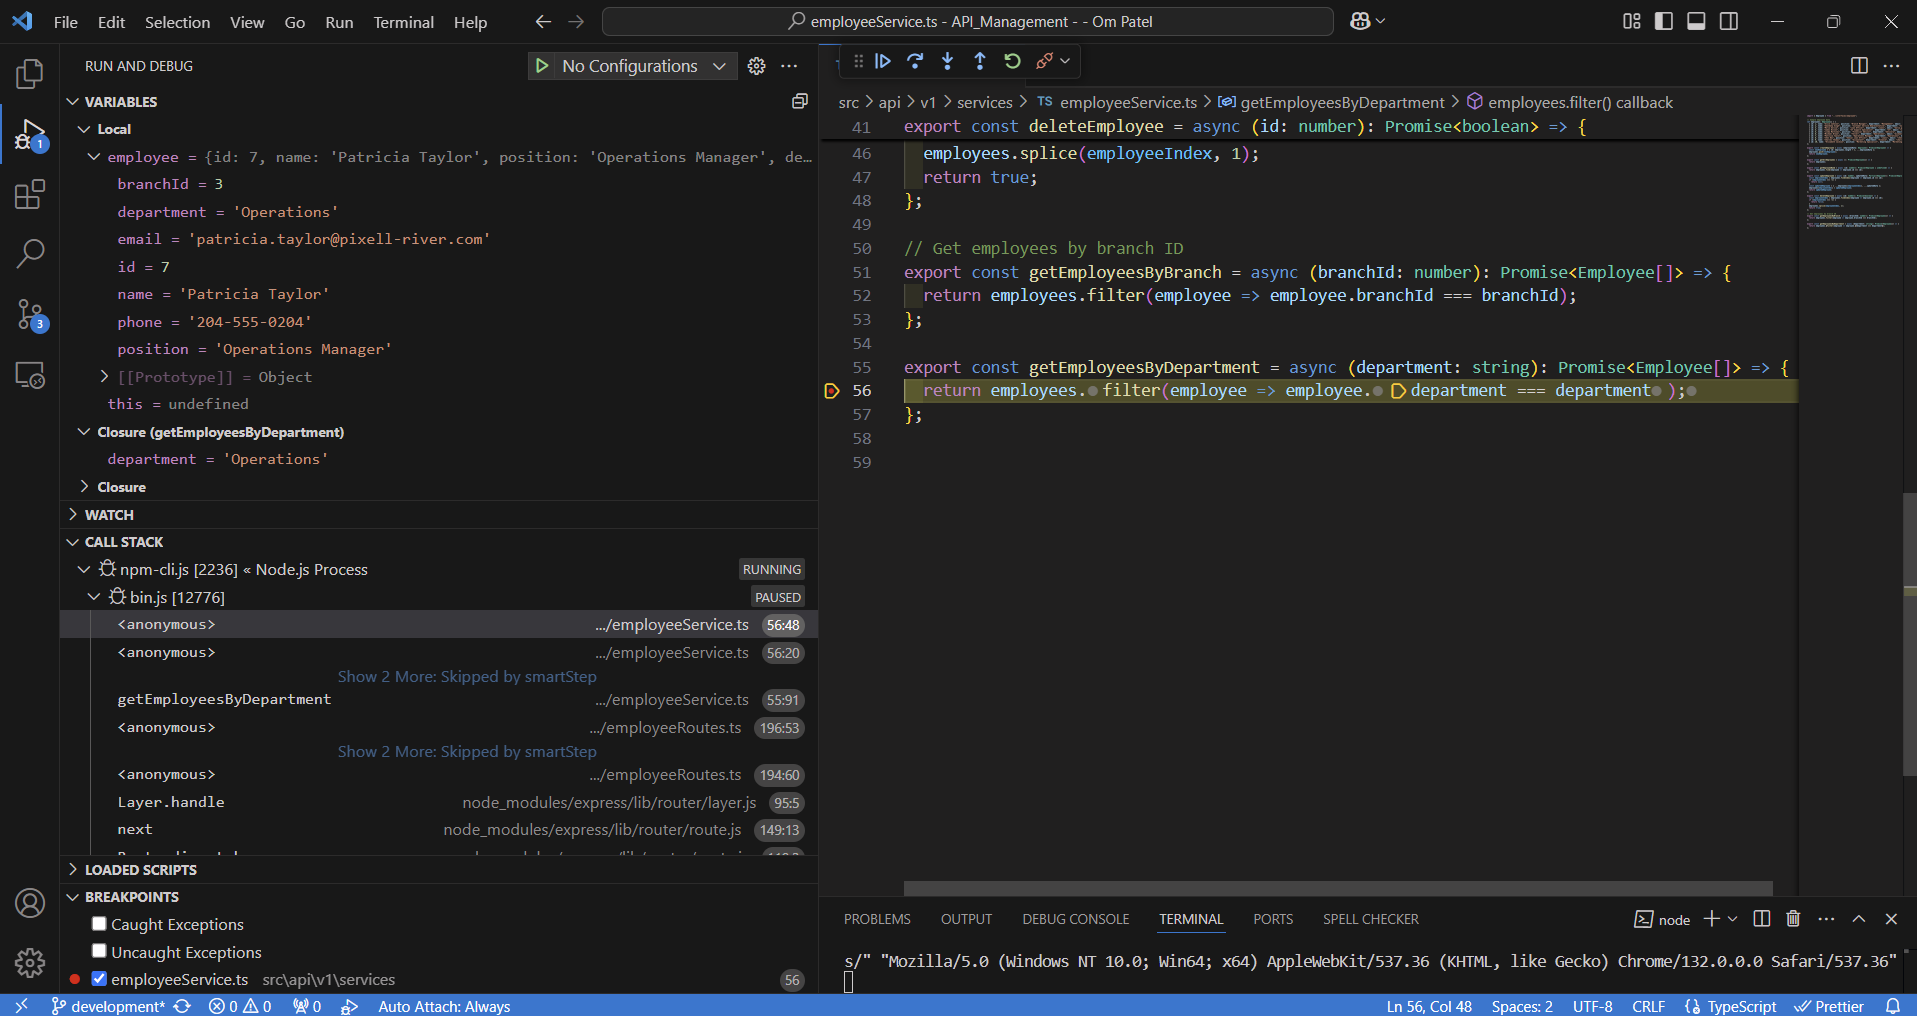 File Edit Selection View Go Run Terminal Help
employeeService.ts - API_Management - - Om Patel
RUN AND DEBUG
No Configurations
VARIABLES
Local
employee = {id: 7, name: 'Patricia Taylor', position: 'Operations Manager', de…
branchId = 3
department = 'Operations'
email = 'patricia.taylor@pixell-river.com'
id = 7
name = 'Patricia Taylor'
phone = '204-555-0204'
position = 'Operations Manager'
[[Prototype]] = Object
this = undefined
Closure (getEmployeesByDepartment)
department = 'Operations'
Closure
WATCH
CALL STACK
npm-cli.js [2236] « Node.js Process RUNNING
bin.js [12776] PAUSED
<anonymous> .../employeeService.ts 56:48
<anonymous> .../employeeService.ts 56:20
Show 2 More: Skipped by smartStep
getEmployeesByDepartment .../employeeService.ts 55:91
<anonymous> .../employeeRoutes.ts 196:53
Show 2 More: Skipped by smartStep
<anonymous> .../employeeRoutes.ts 194:60
Layer.handle node_modules/express/lib/router/layer.js 95:5
next node_modules/express/lib/router/route.js 149:13
LOADED SCRIPTS
BREAKPOINTS
Caught Exceptions
Uncaught Exceptions
employeeService.ts src\api\v1\services 56
src > api > v1 > services > TS employeeService.ts > getEmployeesByDepartment > employees.filter() callback
41 export const deleteEmployee = async (id: number): Promise<boolean> => {
46 employees.splice(employeeIndex, 1);
47 return true;
48 };
49
50 // Get employees by branch ID
51 export const getEmployeesByBranch = async (branchId: number): Promise<Employee[]> => {
52 return employees.filter(employee => employee.branchId === branchId);
53 };
54
55 export const getEmployeesByDepartment = async (department: string): Promise<Employee[]> => {
56 return employees.filter(employee => employee.department === department);
57 };
58
59
PROBLEMS OUTPUT DEBUG CONSOLE TERMINAL PORTS SPELL CHECKER
node
s/" "Mozilla/5.0 (Windows NT 10.0; Win64; x64) AppleWebKit/537.36 (KHTML, like Gecko) Chrome/132.0.0.0 Safari/537.36"
development* 0 0 0 Auto Attach: Always
Ln 56, Col 48 Spaces: 2 UTF-8 CRLF {} TypeScript Prettier
1
3